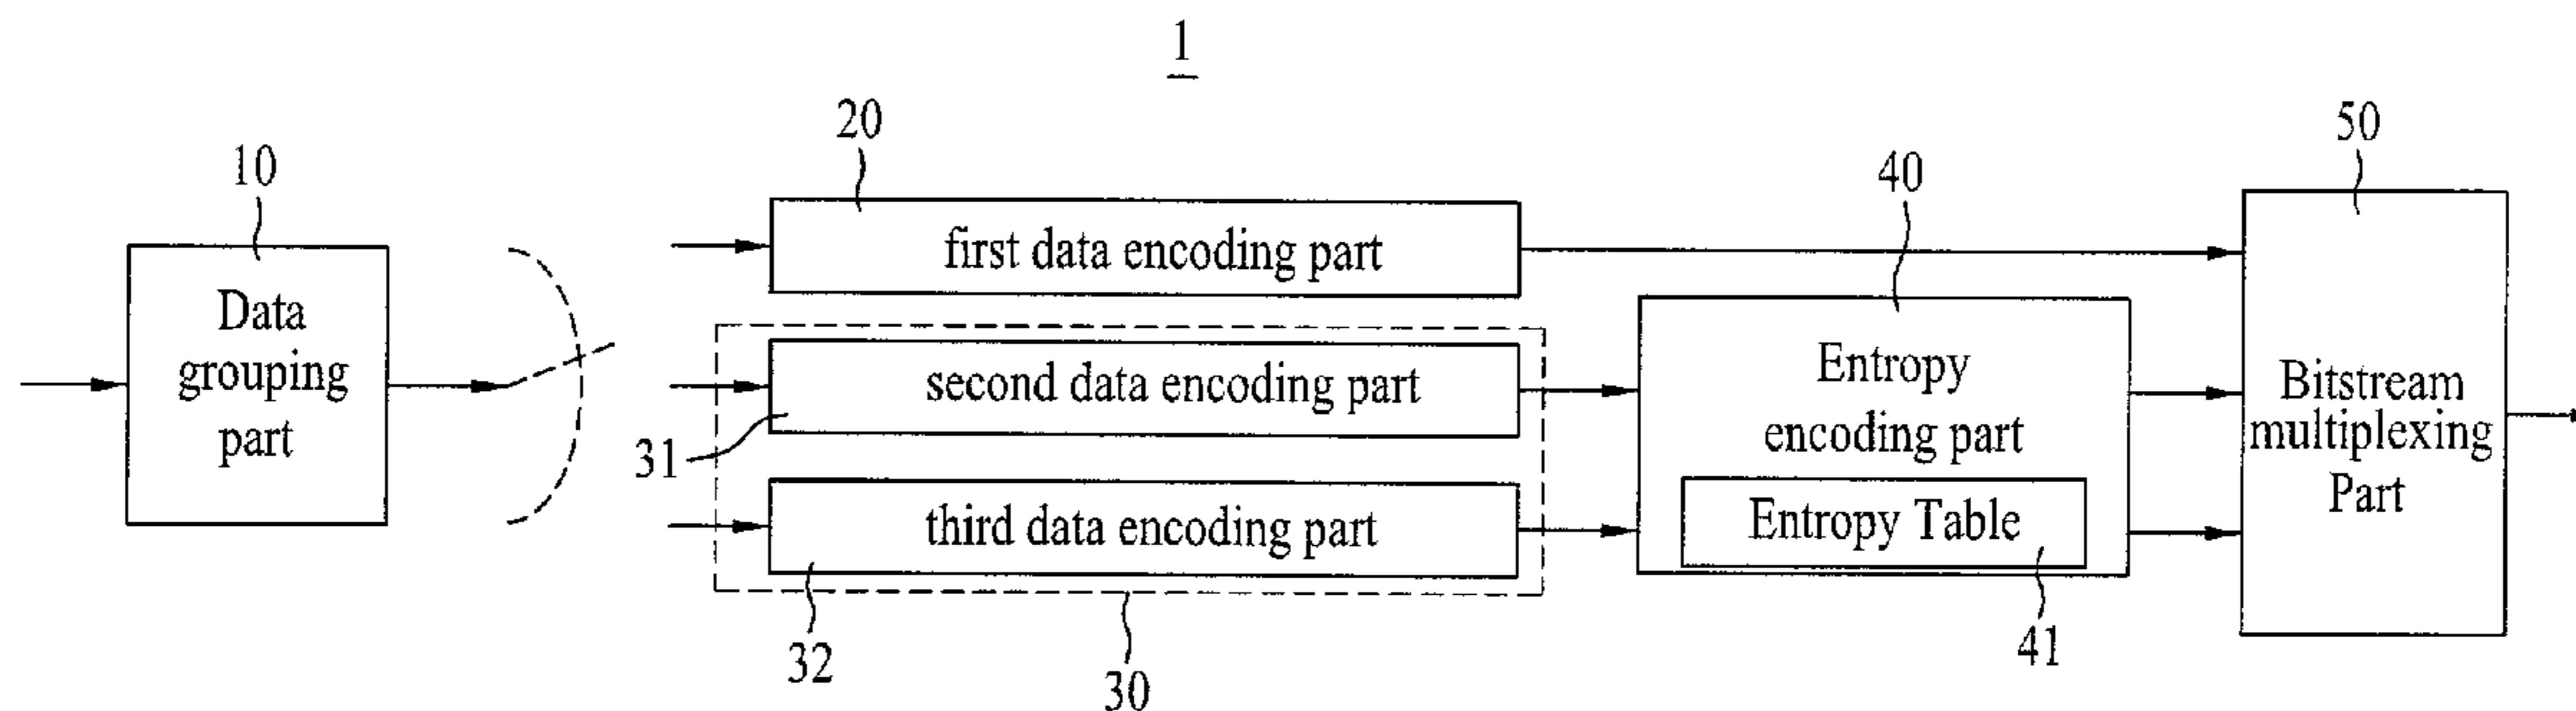 1
10
Data
grouping
part
20
first data encoding part
31
second data encoding part
32
third data encoding part
30
40
Entropy
encoding part
Entropy Table
41
50
Bitstream
multiplexing
Part